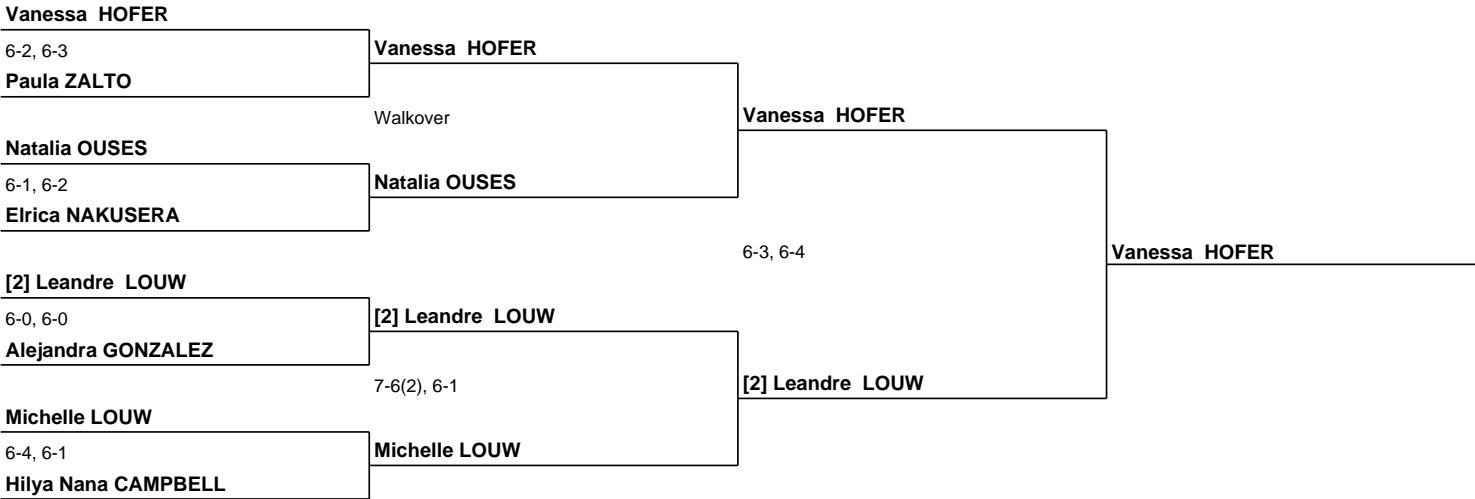 Vanessa HOFER
6-2, 6-3
Vanessa HOFER
Paula ZALTO
Walkover
Vanessa HOFER
Natalia OUSES
6-1, 6-2
Natalia OUSES
Elrica NAKUSERA
6-3, 6-4
Vanessa HOFER
[2] Leandre LOUW
6-0, 6-0
[2] Leandre LOUW
Alejandra GONZALEZ
7-6(2), 6-1
[2] Leandre LOUW
Michelle LOUW
6-4, 6-1
Michelle LOUW
Hilya Nana CAMPBELL